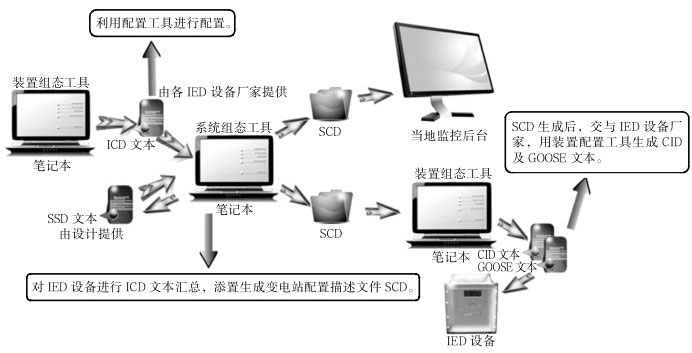 利用配置工具进行配置。
装置组态工具
由各 IED 设备厂家提供
ICD 文本
笔记本
系统组态工具
SCD
当地监控后台
SCD 生成后，交与 IED 设备厂
家，用装置配置工具生成 CID
及 GOOSE 文本。
装置组态工具
SSD 文本
由设计提供
笔记本
SCD
笔记本
CID 文本
GOOSE 文本
对 IED 设备进行 ICD 文本汇总，添置生成变电站配置描述文件 SCD。
IED 设备